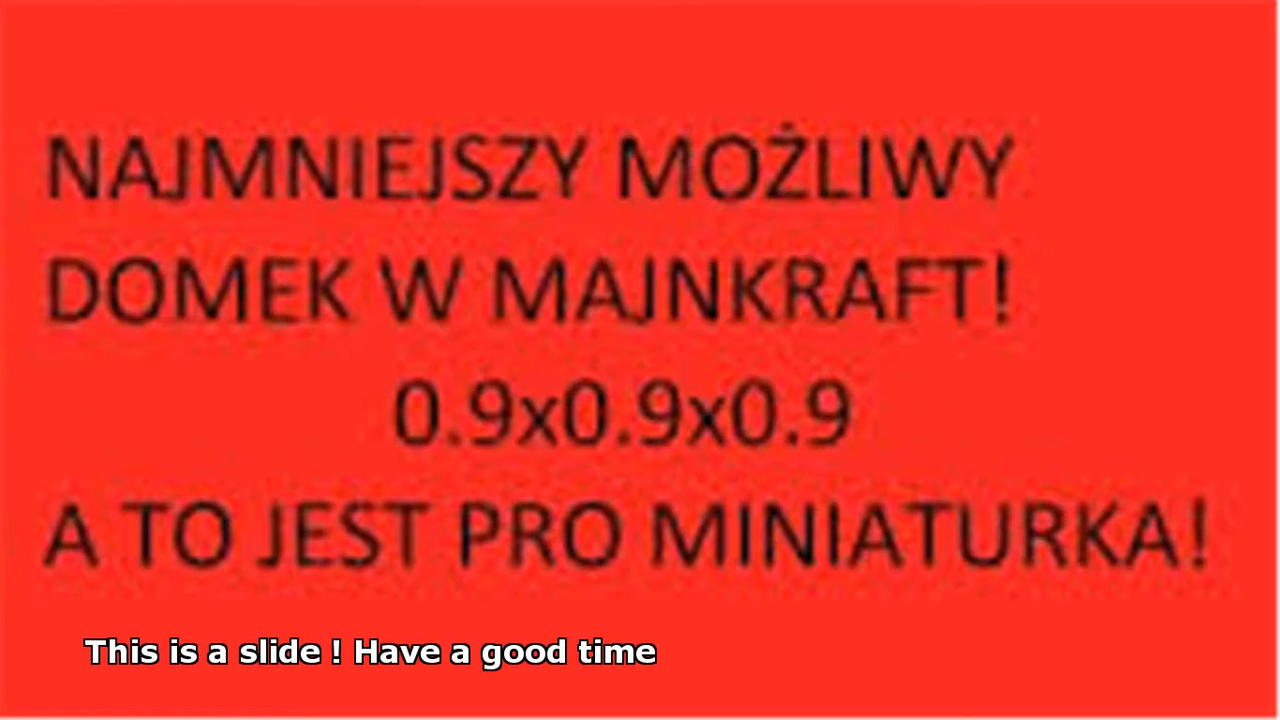 NAJMNIEJSZY MOŻLIWY
DOMEK W MAJNKRAFT!
0.9x0.9x0.9
A TO JEST PRO MINIATURKA!
This is a slide ! Have a good time